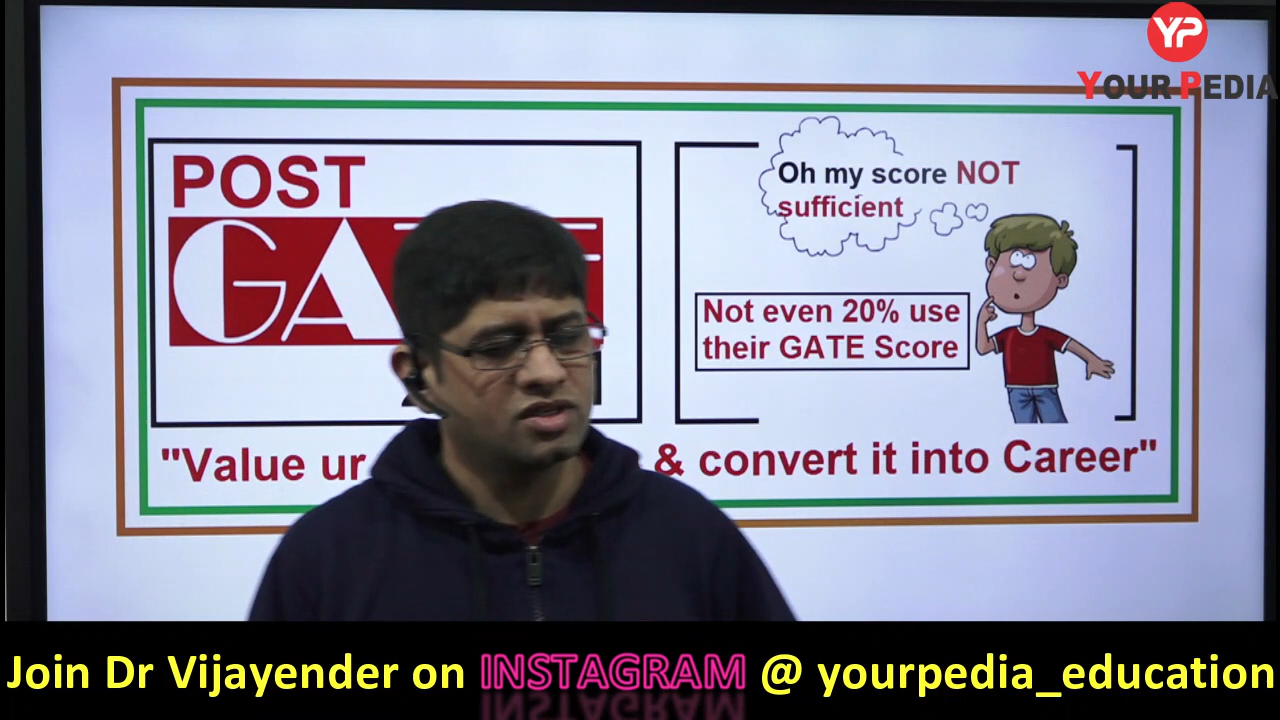 YP
YOUR PEDIA
POST
GA
Oh my score NOT
sufficient
Not even 20% use
their GATE Score
"Value ur & convert it into Career"
Join Dr Vijayender on INSTAGRAM @ yourpedia_education